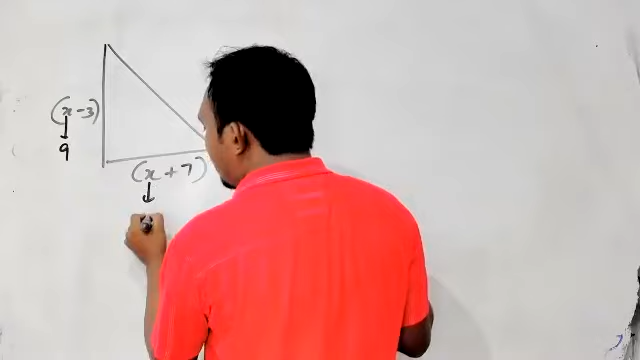 (x-3)
9
(x + 7)